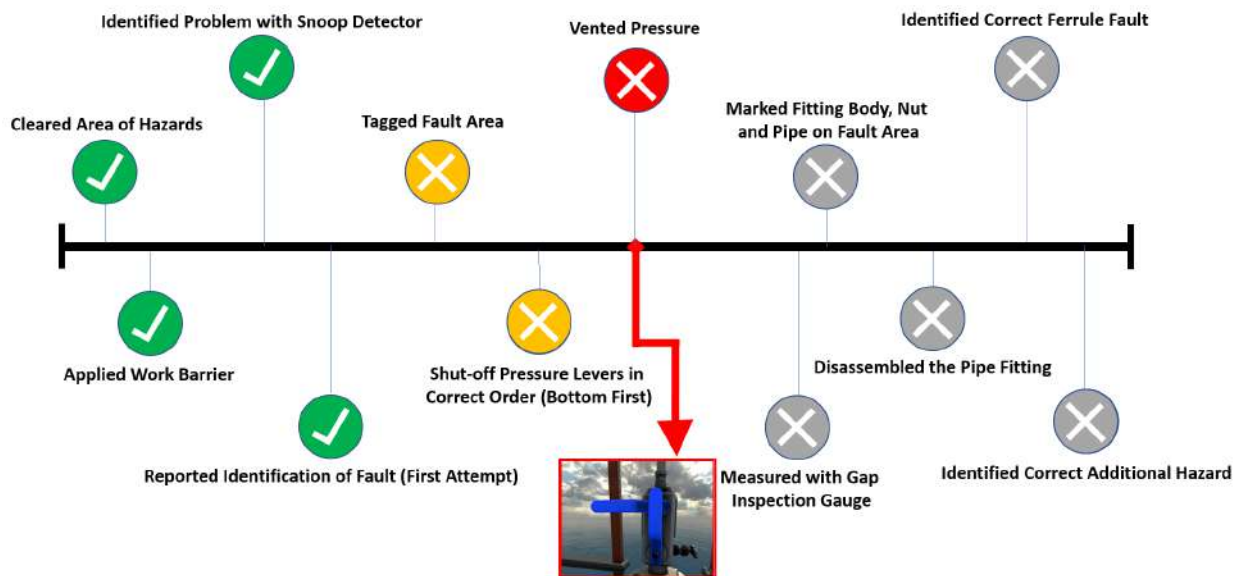 Identified Problem with Snoop Detector
Vented Pressure
Identified Correct Ferrule Fault
Cleared Area of Hazards
Tagged Fault Area
Marked Fitting Body, Nut
and Pipe on Fault Area
Applied Work Barrier
Shut-off Pressure Levers in
Correct Order (Bottom First)
Disassembled the Pipe Fitting
Reported Identification of Fault (First Attempt)
Measured with Gap
Inspection Gauge
Identified Correct Additional Hazard